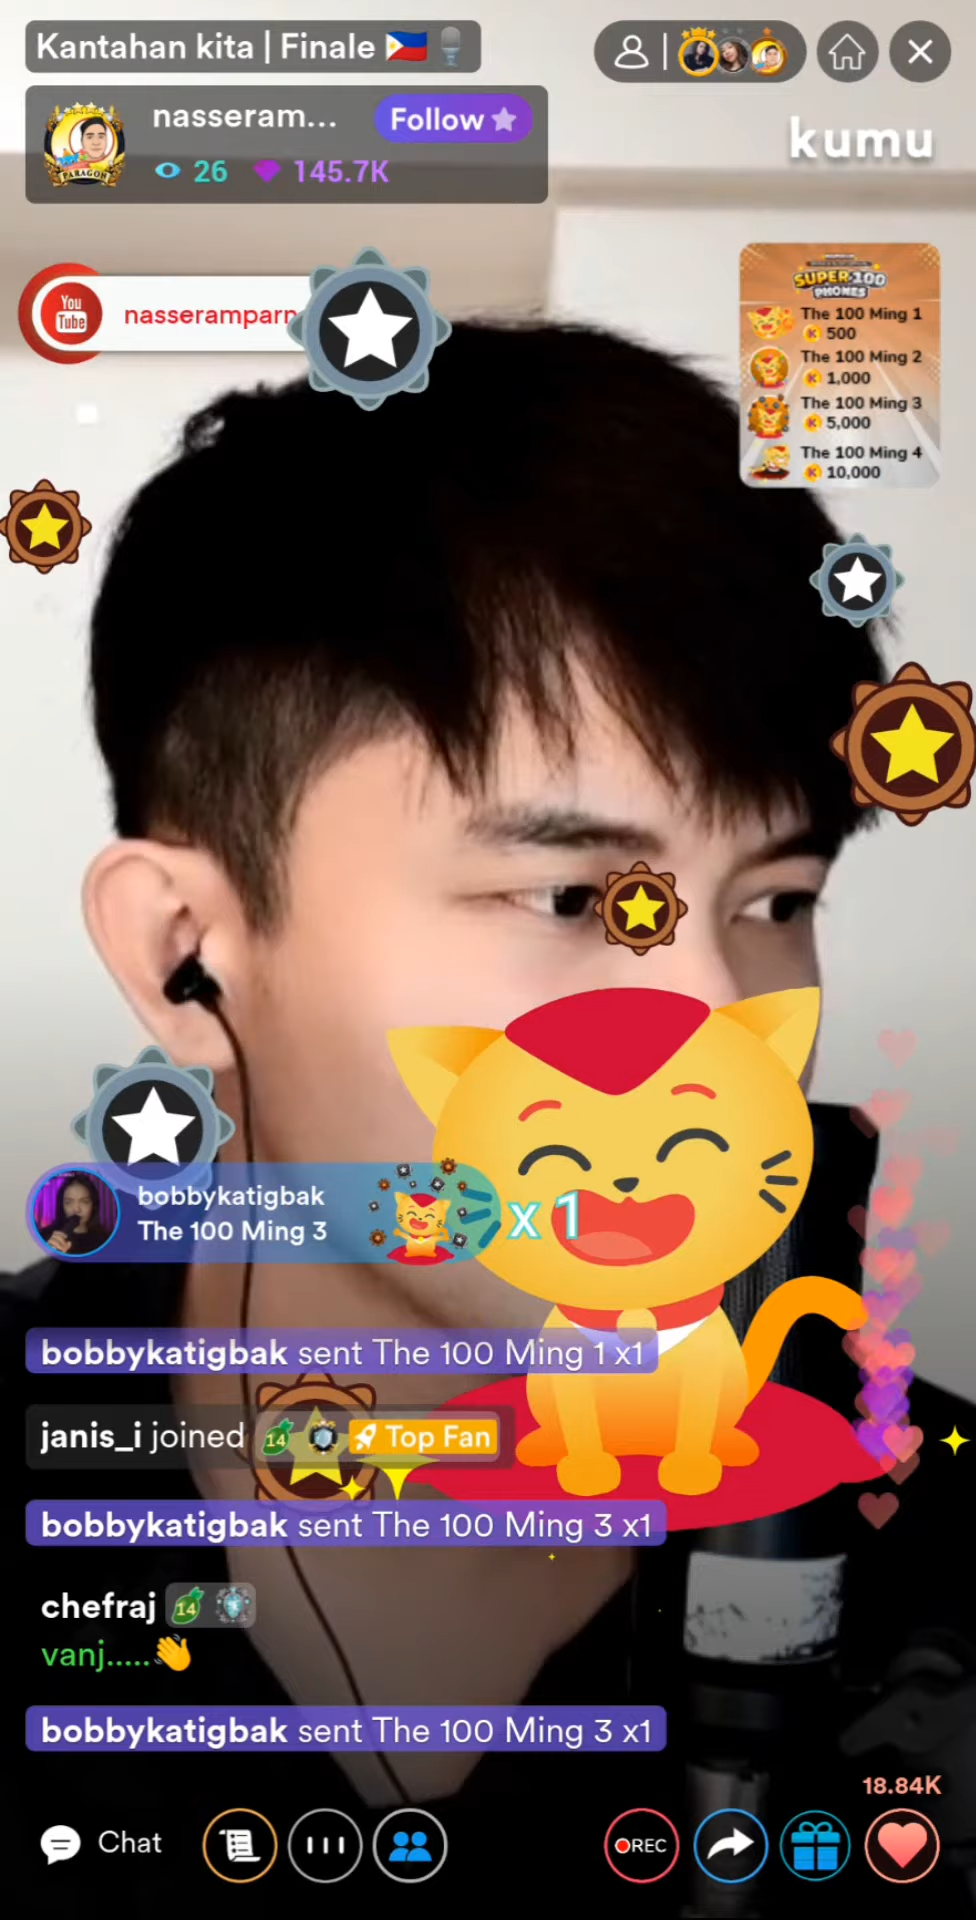 Kantahan kita | Finale 🇵🇭🎙️
nasseram...
Follow
26
145.7K
PARAGON
kumu
You
Tube
nasseramparn
SUPER 100
PHONES
The 100 Ming 1
500
The 100 Ming 2
1,000
The 100 Ming 3
5,000
The 100 Ming 4
10,000
bobbykatigbak
The 100 Ming 3
x 1
bobbykatigbak sent The 100 Ming 1 x1
janis_i joined 14 Top Fan
bobbykatigbak sent The 100 Ming 3 x1
chefraj 14
vanj.....👋
bobbykatigbak sent The 100 Ming 3 x1
18.84K
Chat
REC